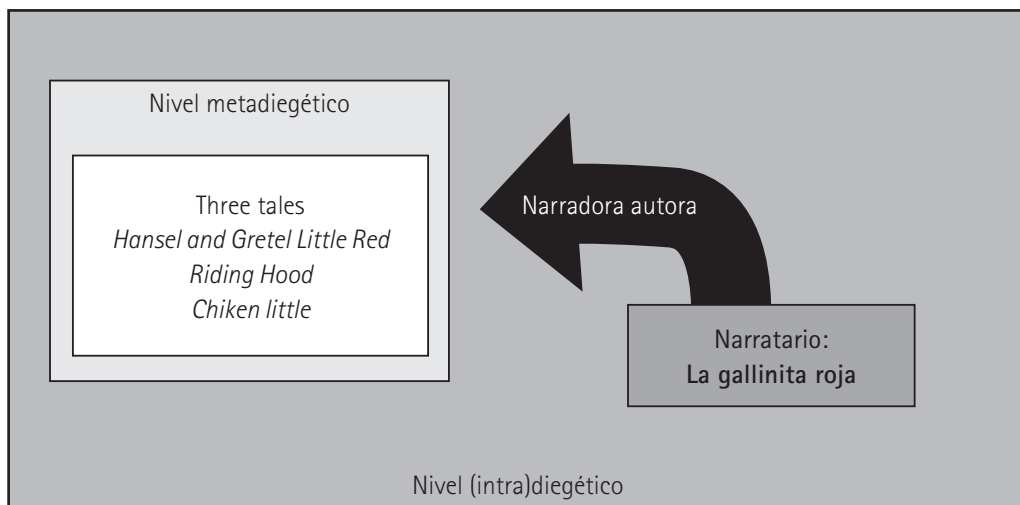 Nivel metadiegético
Three tales
Hansel and Gretel Little Red
Riding Hood
Chiken little
Narradora autora
Narratario:
La gallinita roja
Nivel (intra)diegético